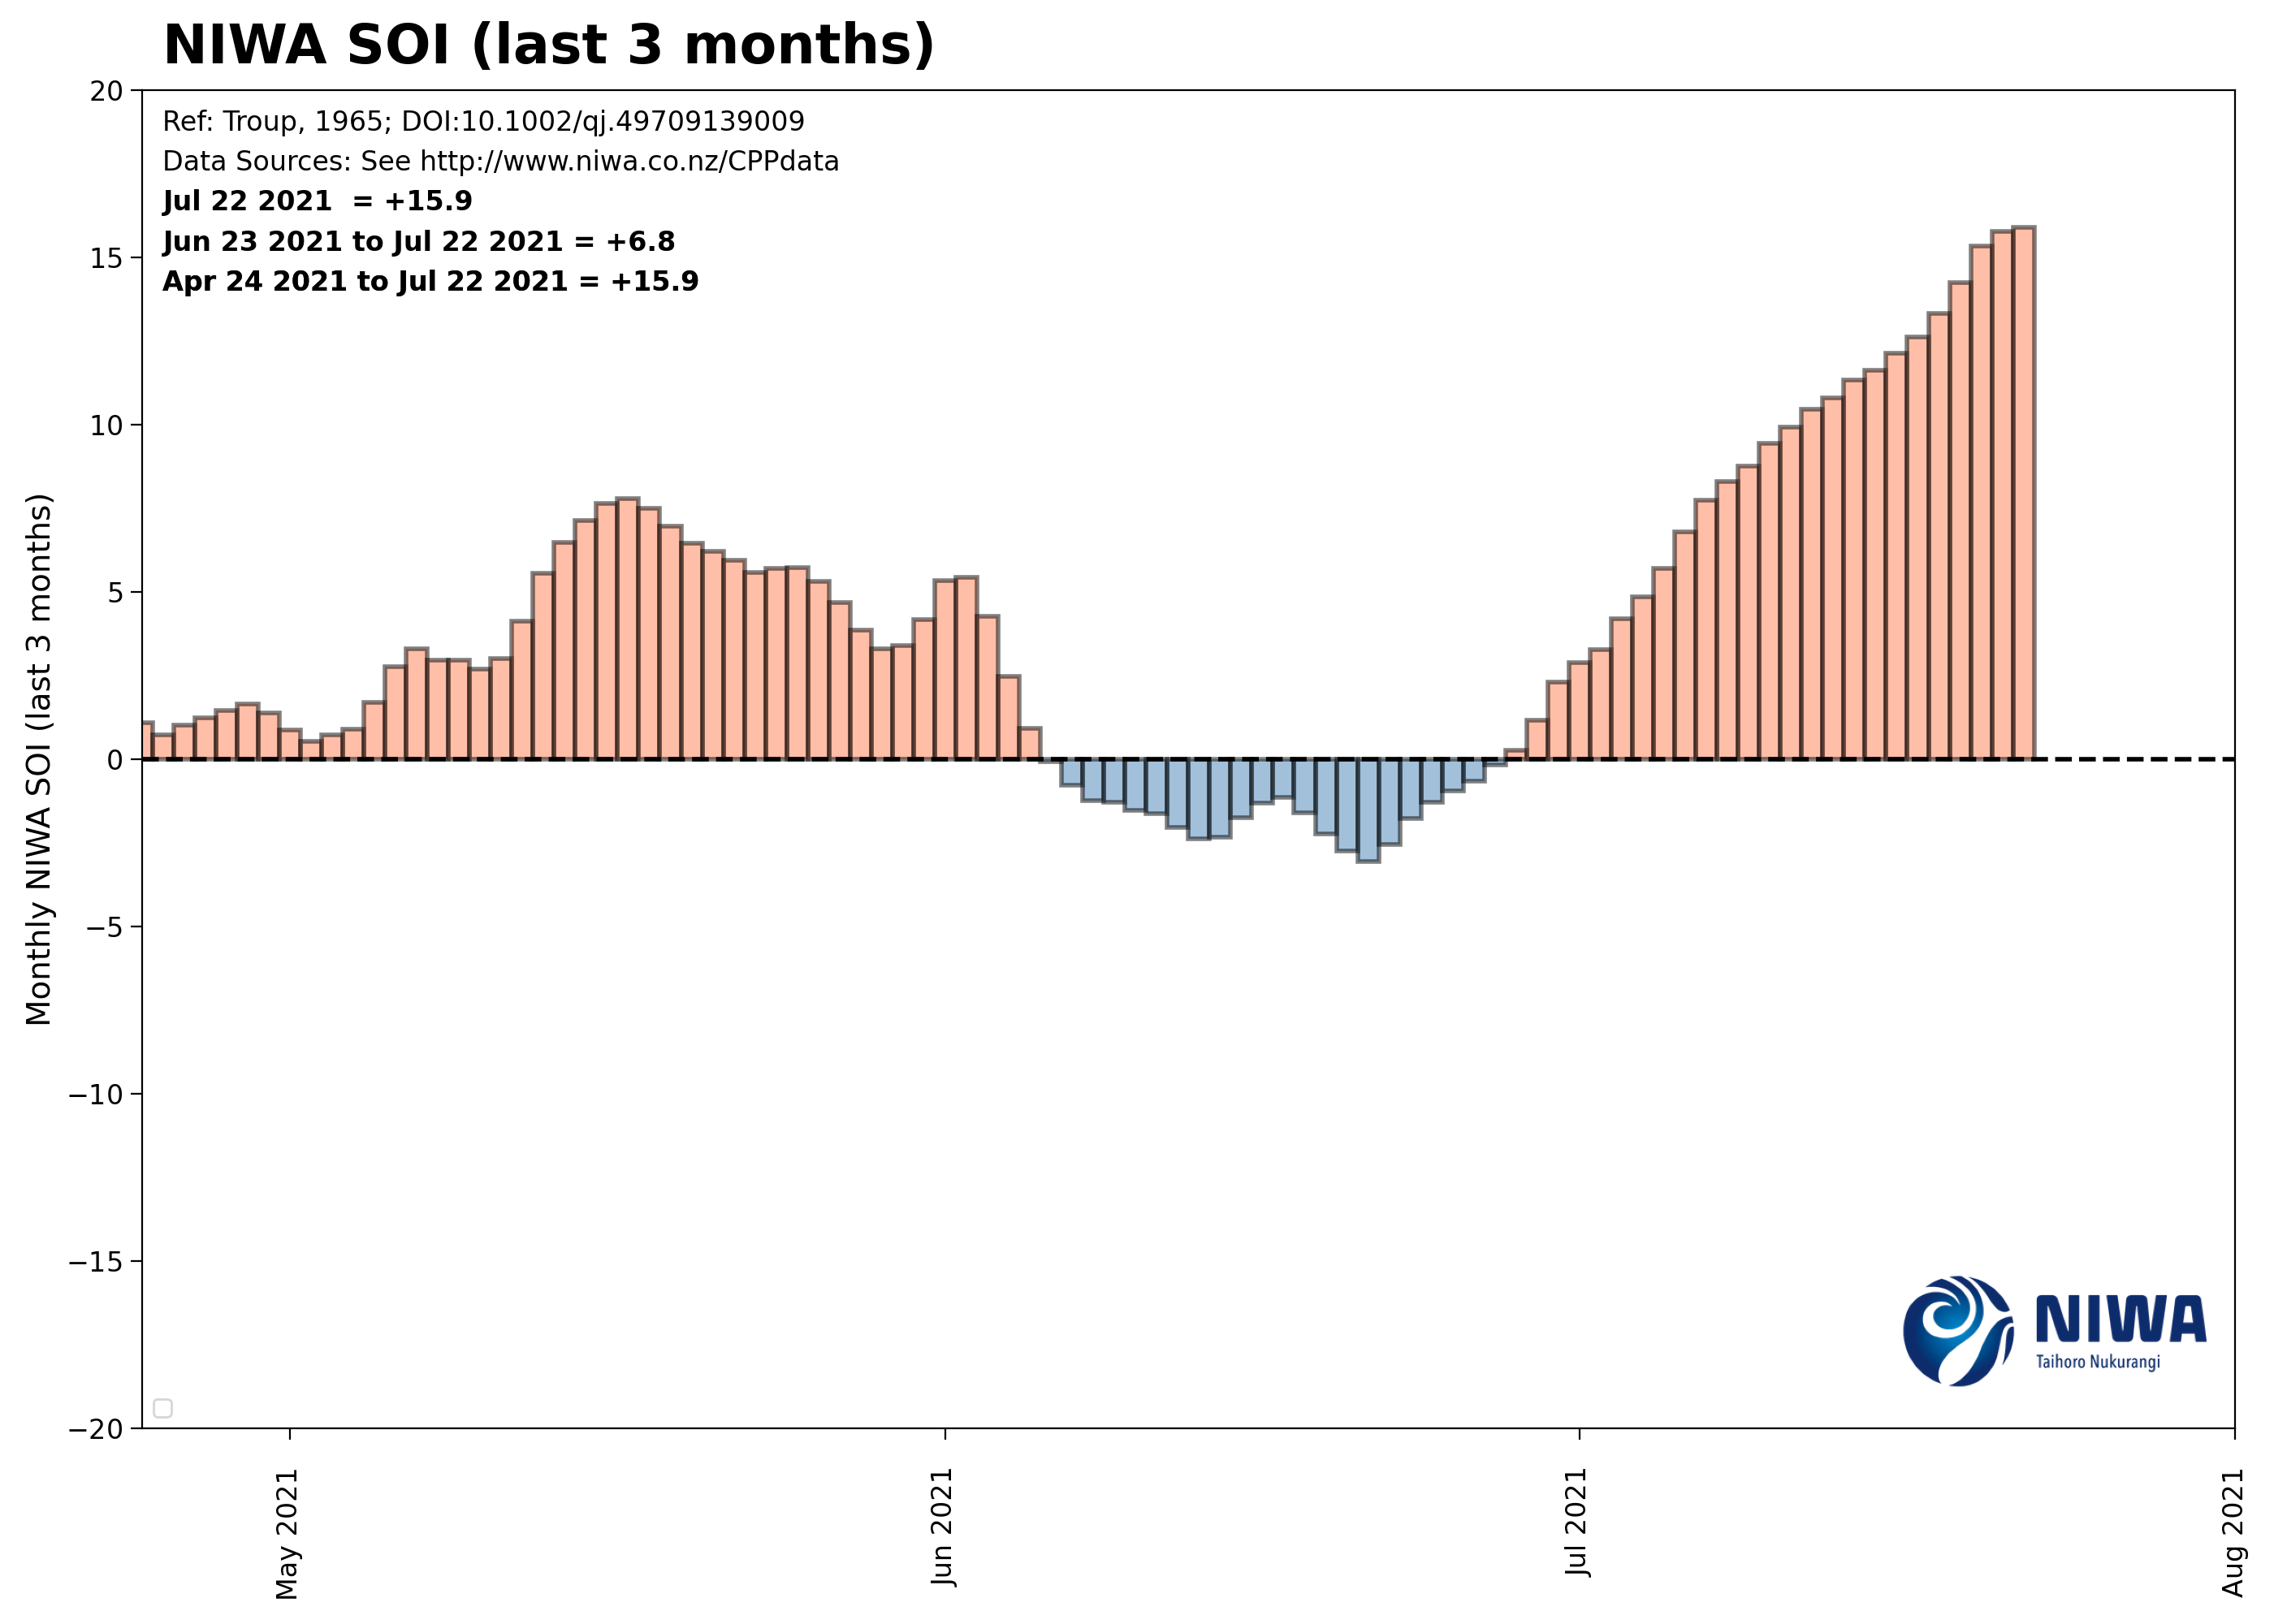 NIWA SOI (last 3 months)
Ref: Troup, 1965; DOI:10.1002/qj.49709139009
Data Sources: See http://www.niwa.co.nz/CPPdata
Jul 22 2021  = +15.9
Jun 23 2021 to Jul 22 2021 = +6.8
Apr 24 2021 to Jul 22 2021 = +15.9
Monthly NIWA SOI (last 3 months)
20
15
10
5
0
−5
−10
−15
−20
May 2021
Jun 2021
Jul 2021
Aug 2021
NIWA
Taihoro Nukurangi